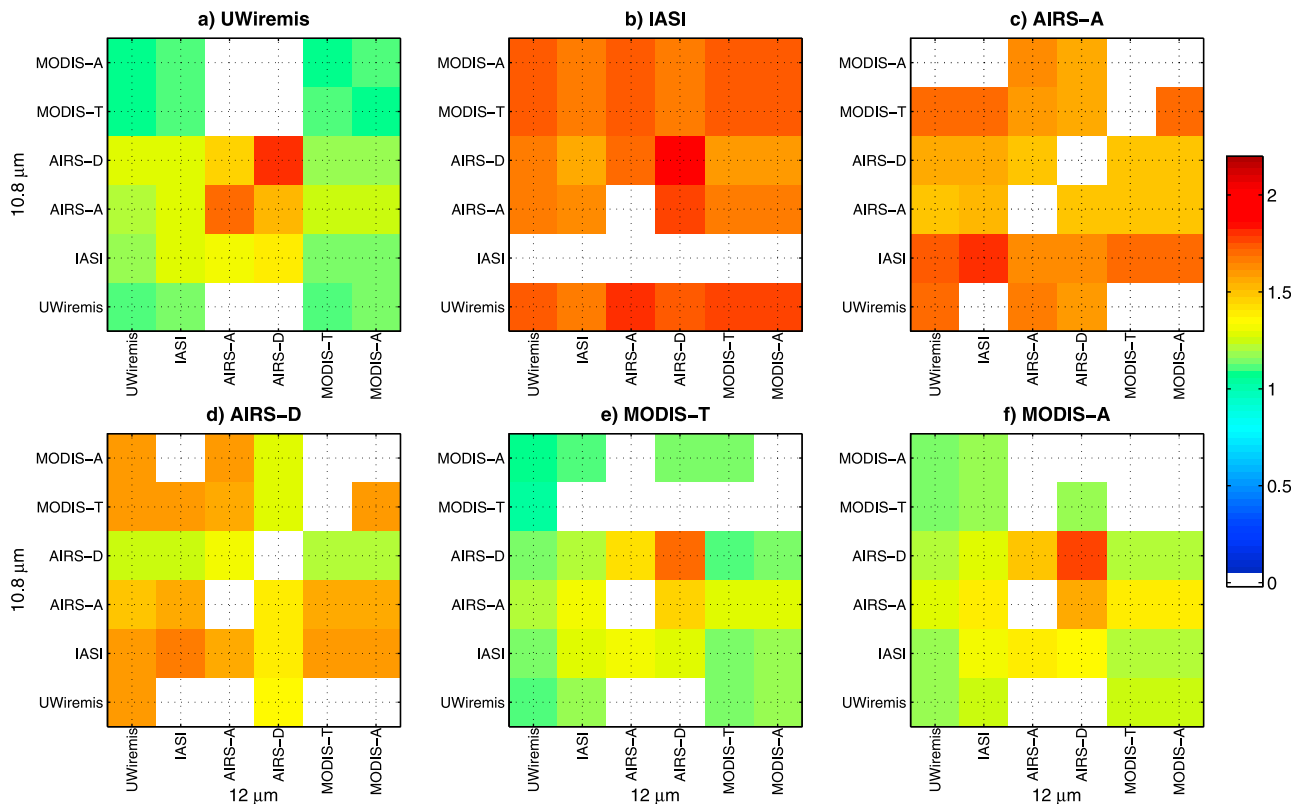 a) UWiremis
b) IASI
c) AIRS−A
MODIS−A
MODIS−T
AIRS−D
AIRS−A
IASI
UWiremis
10.8 μm
UWiremis
IASI
AIRS−A
AIRS−D
MODIS−T
MODIS−A
MODIS−A
MODIS−T
AIRS−D
AIRS−A
IASI
UWiremis
UWiremis
IASI
AIRS−A
AIRS−D
MODIS−T
MODIS−A
MODIS−A
MODIS−T
AIRS−D
AIRS−A
IASI
UWiremis
UWiremis
IASI
AIRS−A
AIRS−D
MODIS−T
MODIS−A
2
1.5
1
0.5
0
d) AIRS−D
e) MODIS−T
f) MODIS−A
MODIS−A
MODIS−T
AIRS−D
AIRS−A
IASI
UWiremis
10.8 μm
UWiremis
IASI
AIRS−A
AIRS−D
MODIS−T
MODIS−A
12 μm
MODIS−A
MODIS−T
AIRS−D
AIRS−A
IASI
UWiremis
UWiremis
IASI
AIRS−A
AIRS−D
MODIS−T
MODIS−A
12 μm
MODIS−A
MODIS−T
AIRS−D
AIRS−A
IASI
UWiremis
UWiremis
IASI
AIRS−A
AIRS−D
MODIS−T
MODIS−A
12 μm